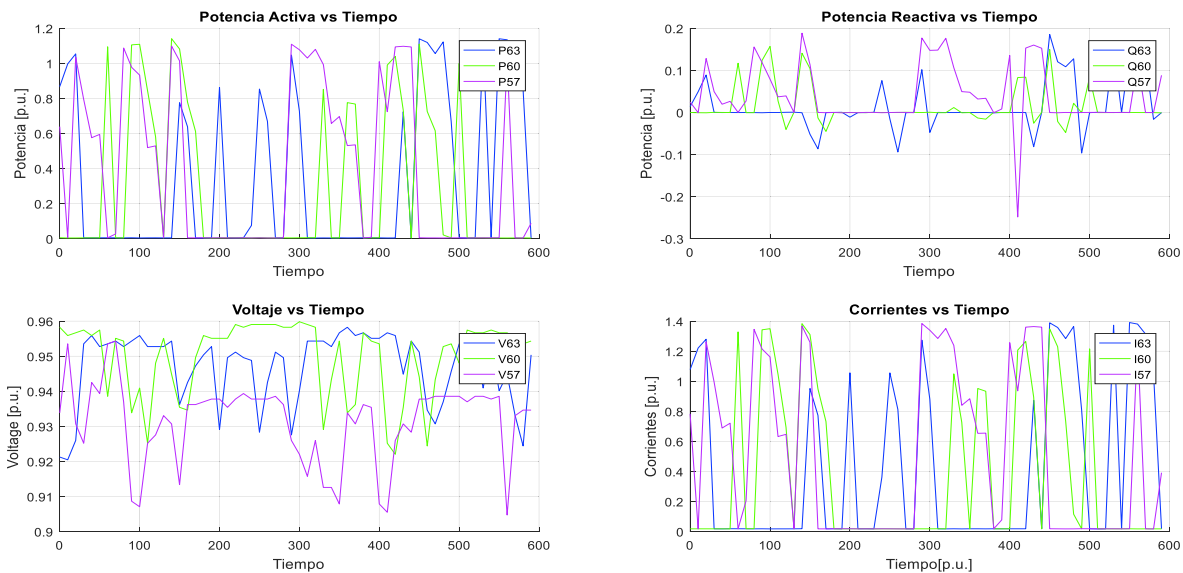 Potencia Activa vs Tiempo
Potencia [p.u.]
1.2
1
0.8
0.6
0.4
0.2
0
0 100 200 300 400 500 600
Tiempo
P63
P60
P57
Potencia Reactiva vs Tiempo
Potencia [p.u.]
0.2
0.1
0
-0.1
-0.2
-0.3
0 100 200 300 400 500 600
Tiempo
Q63
Q60
Q57
Voltaje vs Tiempo
Voltage [p.u.]
0.96
0.95
0.94
0.93
0.92
0.91
0.9
0 100 200 300 400 500 600
Tiempo
V63
V60
V57
Corrientes vs Tiempo
Corrientes [p.u.]
1.4
1.2
1
0.8
0.6
0.4
0.2
0
0 100 200 300 400 500 600
Tiempo[p.u.]
I63
I60
I57